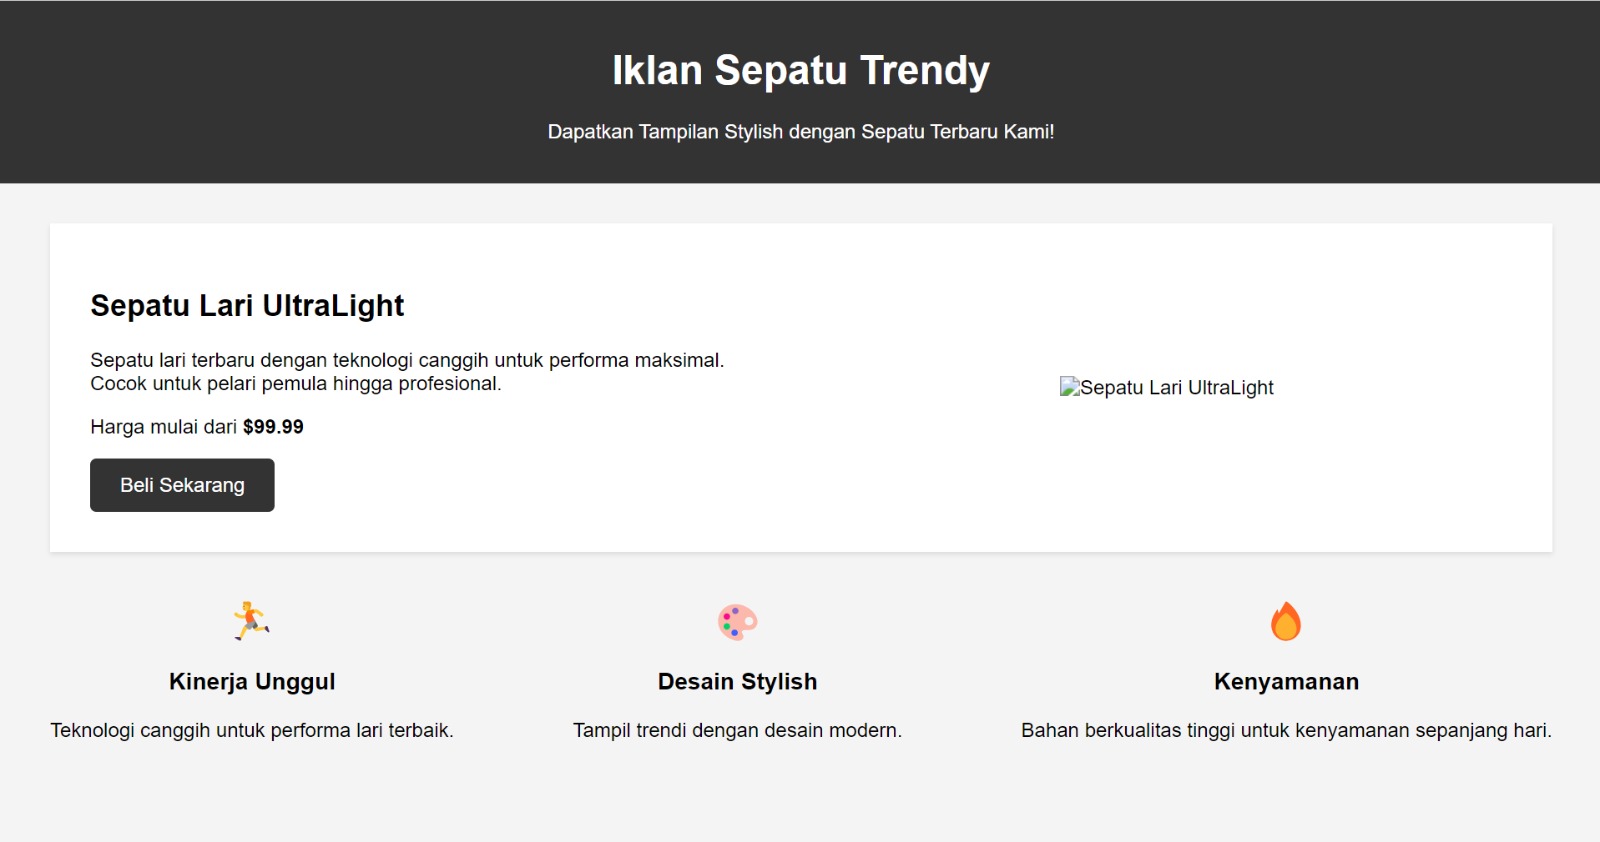 Iklan Sepatu Trendy
Dapatkan Tampilan Stylish dengan Sepatu Terbaru Kami!
Sepatu Lari UltraLight
Sepatu lari terbaru dengan teknologi canggih untuk performa maksimal.
Cocok untuk pelari pemula hingga profesional.
Harga mulai dari $99.99
Beli Sekarang
Sepatu Lari UltraLight
Kinerja Unggul
Teknologi canggih untuk performa lari terbaik.
Desain Stylish
Tampil trendi dengan desain modern.
Kenyamanan
Bahan berkualitas tinggi untuk kenyamanan sepanjang hari.